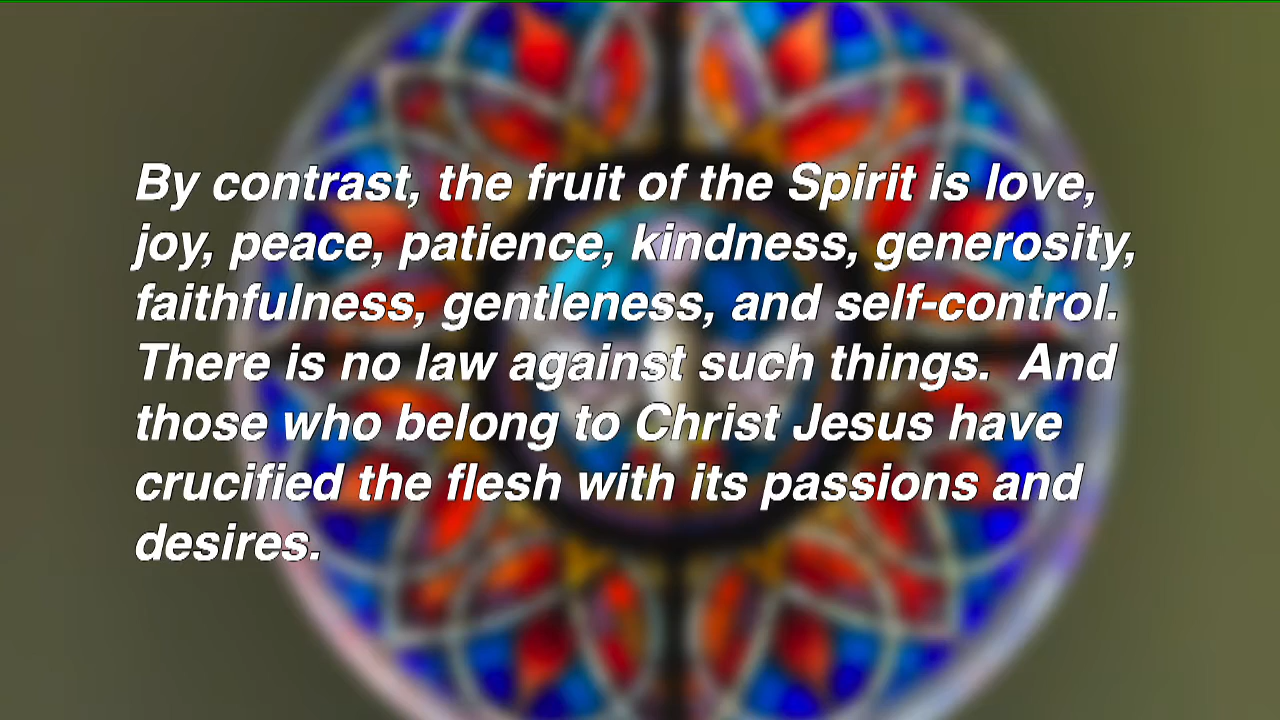 By contrast, the fruit of the Spirit is love,
joy, peace, patience, kindness, generosity,
faithfulness, gentleness, and self-control.
There is no law against such things.  And
those who belong to Christ Jesus have
crucified the flesh with its passions and
desires.